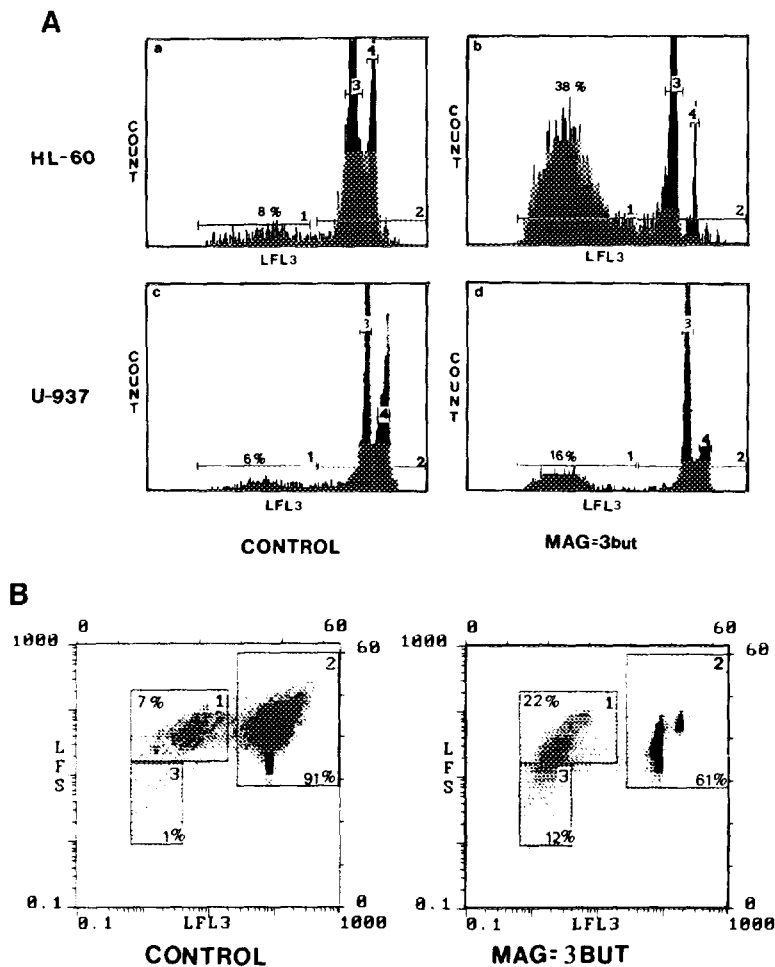 A
a
3
4
8 %
1
2
COUNT
LFL3
HL-60
b
38 %
3
4
1
2
COUNT
LFL3
c
3
4
6 %
1
2
COUNT
LFL3
U-937
d
3
4
16 %
1
2
COUNT
LFL3
CONTROL
MAG=3but
B
0 60
1000 60
2
7 % 1
LFS
3
91%
1%
0.1 0
0.1 LFL3 1000
CONTROL
0 60
1000 60
2
22 % 1
LFS
3
61%
12%
0.1 0
0.1 LFL3 1000
MAG=3BUT